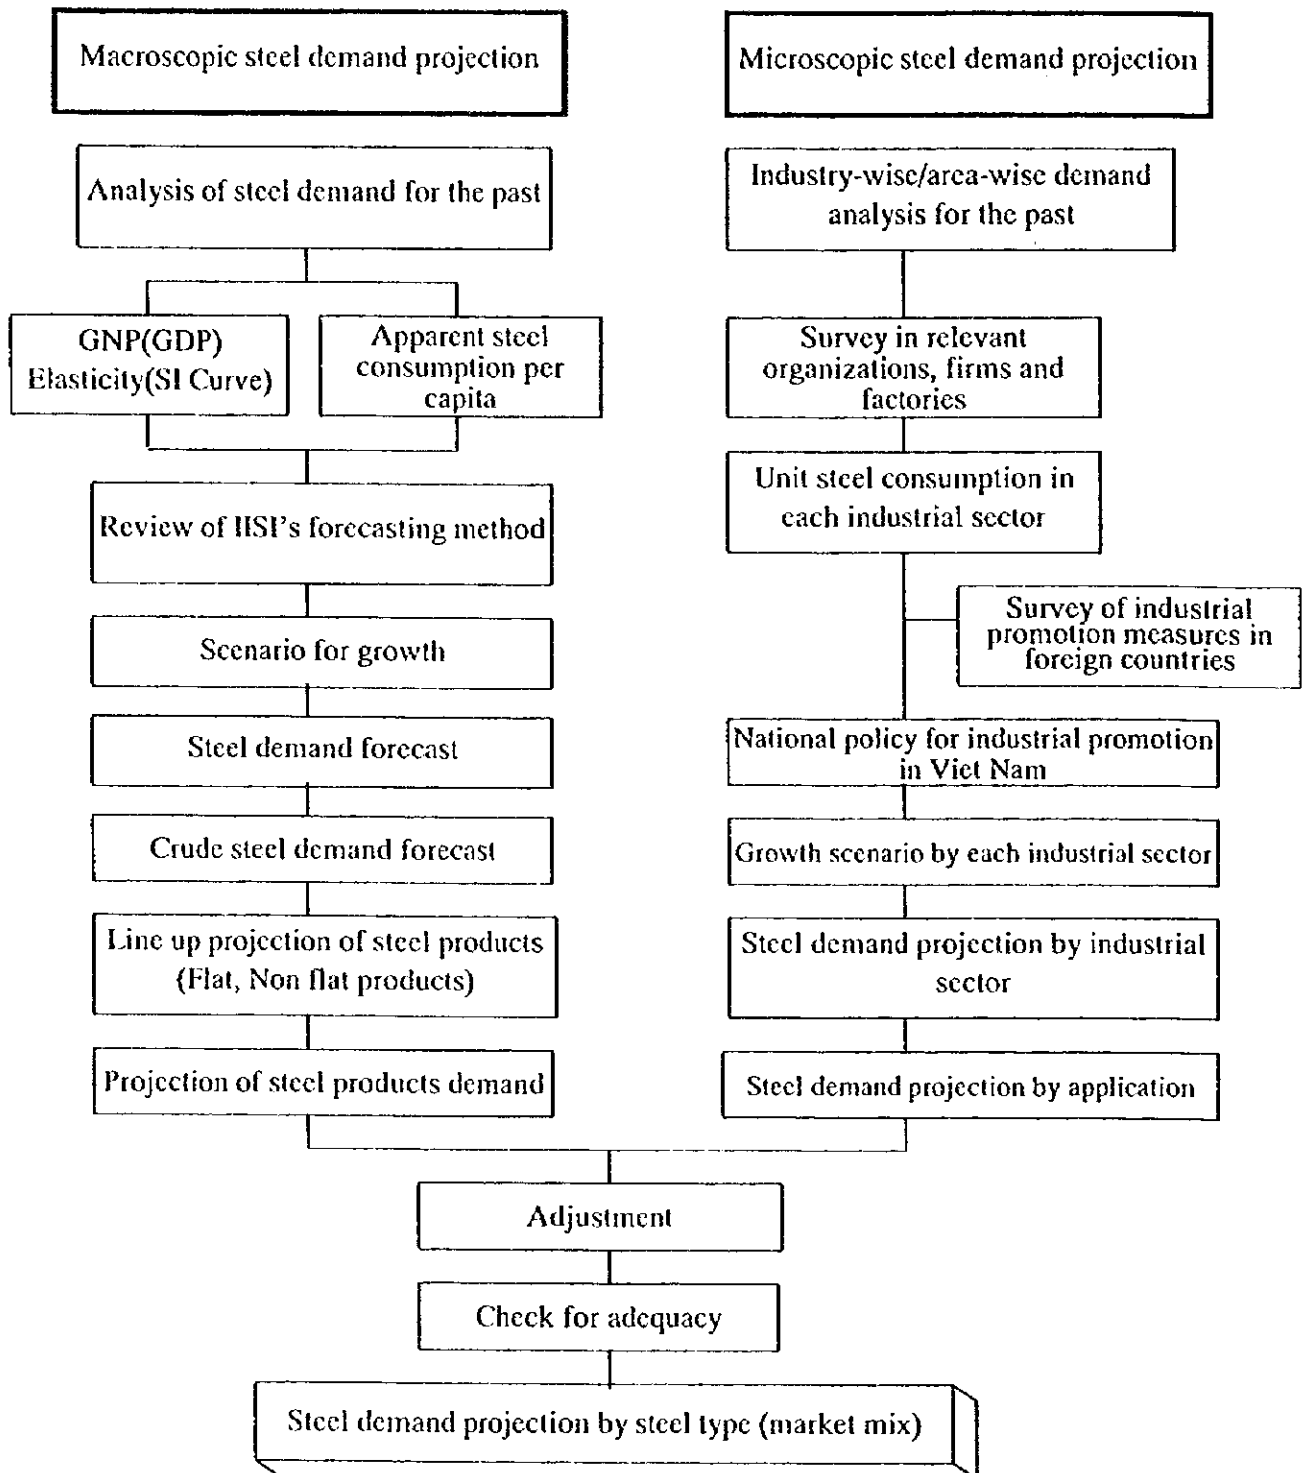 Macroscopic steel demand projection
Analysis of steel demand for the past
GNP(GDP)
Elasticity(SI Curve)
Apparent steel
consumption per
capita
Review of IISI's forecasting method
Scenario for growth
Steel demand forecast
Crude steel demand forecast
Line up projection of steel products
(Flat, Non flat products)
Projection of steel products demand
Microscopic steel demand projection
Industry-wise/area-wise demand
analysis for the past
Survey in relevant
organizations, firms and
factories
Unit steel consumption in
each industrial sector
Survey of industrial
promotion measures in
foreign countries
National policy for industrial promotion
in Viet Nam
Growth scenario by each industrial sector
Steel demand projection by industrial
sector
Steel demand projection by application
Adjustment
Check for adequacy
Steel demand projection by steel type (market mix)